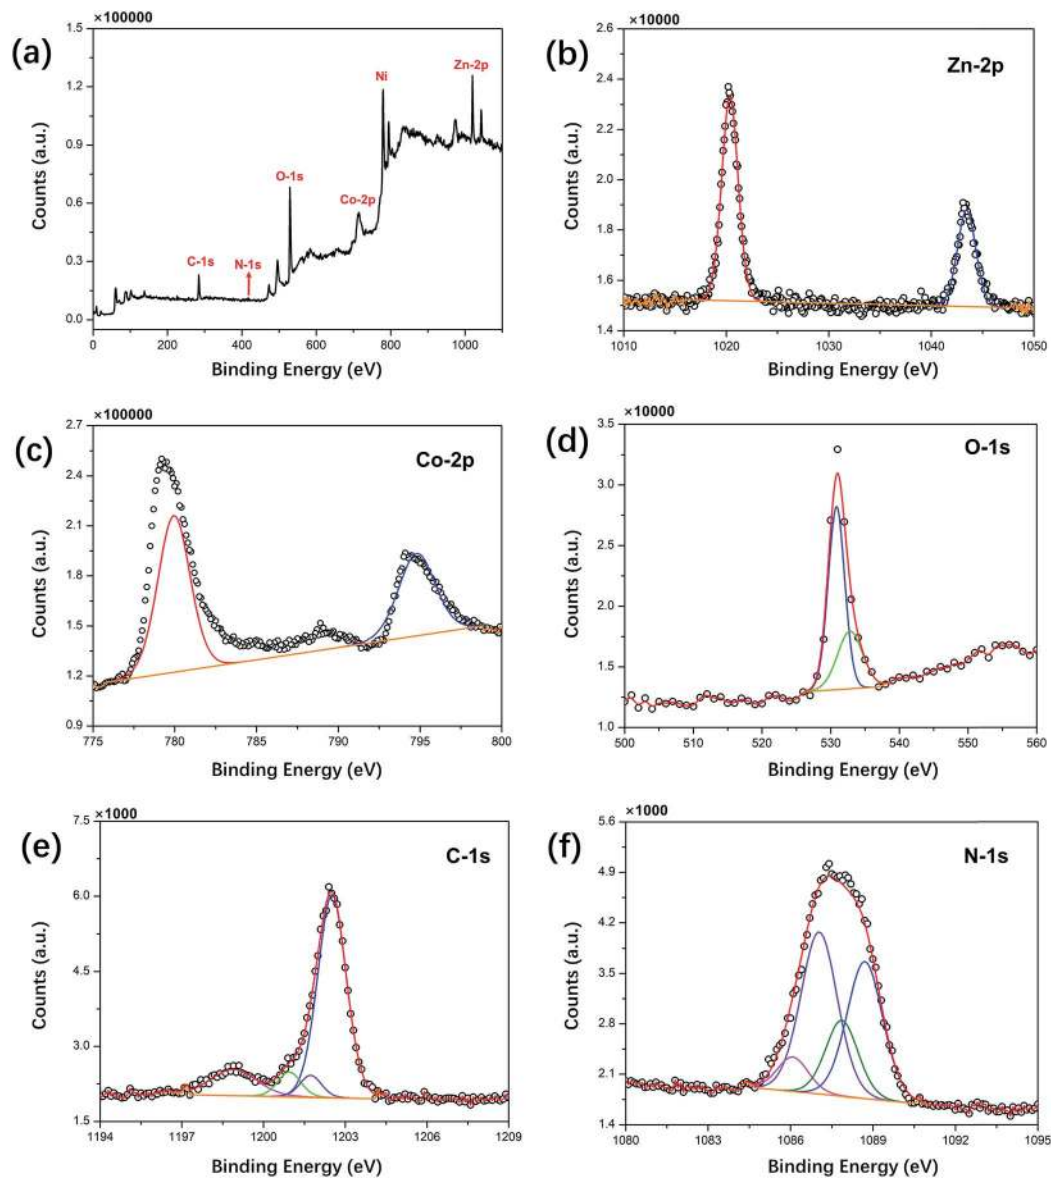 (a)
×100000
1.5
1.2
0.9
0.6
0.3
0.0
Counts (a.u.)
C-1s
N-1s
O-1s
Co-2p
Ni
Zn-2p
0 200 400 600 800 1000
Binding Energy (eV)
(b)
×10000
2.6
2.4
2.1
1.9
1.6
1.4
Counts (a.u.)
Zn-2p
1010 1020 1030 1040 1050
Binding Energy (eV)
(c)
×100000
2.7
2.4
2.1
1.8
1.5
1.2
0.9
Counts (a.u.)
Co-2p
775 780 785 790 795 800
Binding Energy (eV)
(d)
×10000
3.5
3.0
2.5
2.0
1.5
1.0
Counts (a.u.)
O-1s
500 510 520 530 540 550 560
Binding Energy (eV)
(e)
×1000
7.5
6.0
4.5
3.0
1.5
Counts (a.u.)
C-1s
1194 1197 1200 1203 1206 1209
Binding Energy (eV)
(f)
×1000
5.6
4.9
4.2
3.5
2.8
2.1
1.4
Counts (a.u.)
N-1s
1080 1083 1086 1089 1092 1095
Binding Energy (eV)